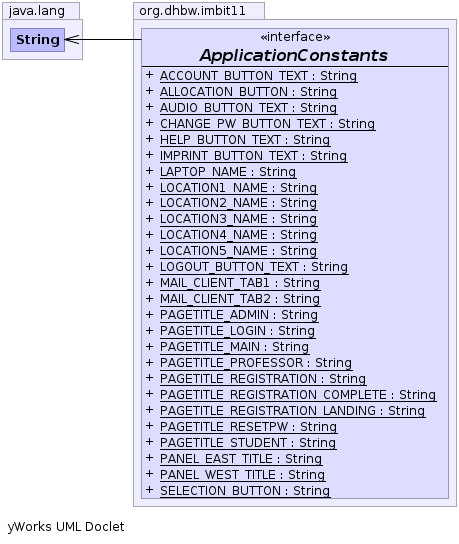 java.lang
String
org.dhbw.imbit11
«interface»
ApplicationConstants
+ ACCOUNT_BUTTON_TEXT : String
+ ALLOCATION_BUTTON : String
+ AUDIO_BUTTON_TEXT : String
+ CHANGE_PW_BUTTON_TEXT : String
+ HELP_BUTTON_TEXT : String
+ IMPRINT_BUTTON_TEXT : String
+ LAPTOP_NAME : String
+ LOCATION1_NAME : String
+ LOCATION2_NAME : String
+ LOCATION3_NAME : String
+ LOCATION4_NAME : String
+ LOCATION5_NAME : String
+ LOGOUT_BUTTON_TEXT : String
+ MAIL_CLIENT_TAB1 : String
+ MAIL_CLIENT_TAB2 : String
+ PAGETITLE_ADMIN : String
+ PAGETITLE_LOGIN : String
+ PAGETITLE_MAIN : String
+ PAGETITLE_PROFESSOR : String
+ PAGETITLE_REGISTRATION : String
+ PAGETITLE_REGISTRATION_COMPLETE : String
+ PAGETITLE_REGISTRATION_LANDING : String
+ PAGETITLE_RESETPW : String
+ PAGETITLE_STUDENT : String
+ PANEL_EAST_TITLE : String
+ PANEL_WEST_TITLE : String
+ SELECTION_BUTTON : String
yWorks UML Doclet